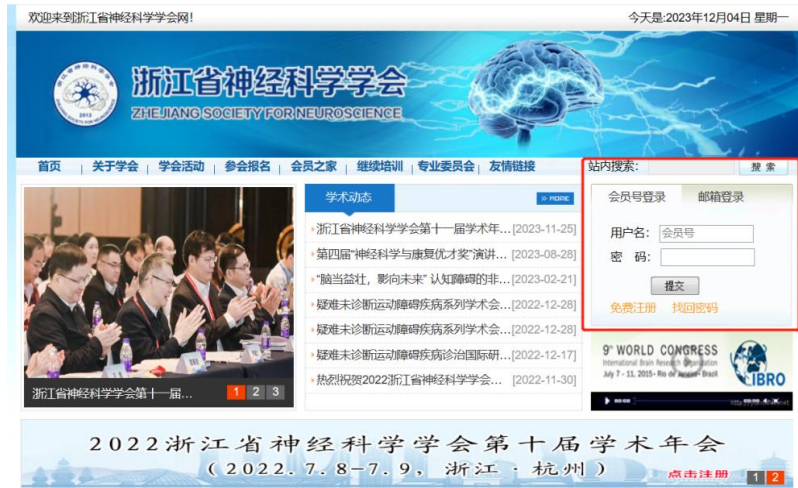 欢迎来到浙江省神经科学学会网!
今天是:2023年12月04日 星期一
浙江省神经科学学会
ZHEJIANG SOCIETY FOR NEUROSCIENCE
2012
首页 | 关于学会 | 学会活动 | 参会报名 | 会员之家 | 继续培训 | 专业委员会 | 友情链接
站内搜索: 搜 索
学术动态
>> MORE
浙江省神经科学学会第十一届学术年...[2023-11-25]
第四届“神经科学与康复优才奖”演讲...[2023-08-28]
“脑当益壮，影向未来” 认知障碍的非...[2023-02-21]
疑难未诊断运动障碍疾病系列学术会...[2022-12-28]
疑难未诊断运动障碍疾病系列学术会...[2022-12-28]
疑难未诊断运动障碍疾病诊治国际研...[2022-12-17]
热烈祝贺2022浙江省神经科学学会... [2022-11-30]
浙江省神经科学学会第十一届...
1 2 3
会员号登录 邮箱登录
用户名: 会员号
密 码:
提交
免费注册 找回密码
9th WORLD CONGRESS
International Brain Research Organization
July 7 - 11, 2015 - Rio de Janeiro - Brazil
IBRO
2022浙江省神经科学学会第十届学术年会
(2022.7.8-7.9, 浙江·杭州)
点击注册
1 2